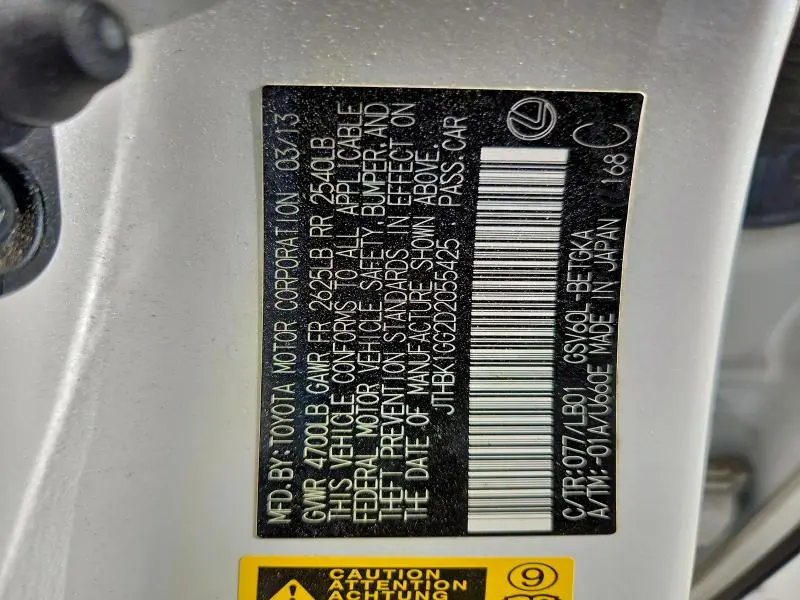 MFD.BY:TOYOTA MOTOR CORPORATION 03/13
GVWR 4700LB GAWR FR 2625LB RR 2540LB
THIS VEHICLE CONFORMS TO ALL APPLICABLE
FEDERAL MOTOR VEHICLE SAFETY, BUMPER, AND
THEFT PREVENTION STANDARDS IN EFFECT ON
THE DATE OF MANUFACTURE SHOWN ABOVE.
JTHBK1GG2D2055425 PASS.CAR
C/TR:077/LB01 GSV60L-BETGKA
A/TM:-01A/U660E MADE IN JAPAN 168 C
CAUTION
ATTENTION
ACHTUNG
9